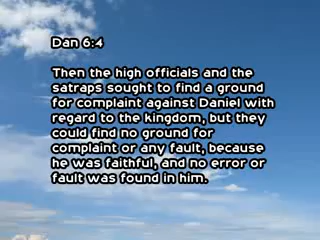 Dan 6:4
Then the high officials and the
satraps sought to find a ground
for complaint against Daniel with
regard to the kingdom, but they
could find no ground for
complaint or any fault, because
he was faithful, and no error or
fault was found in him.